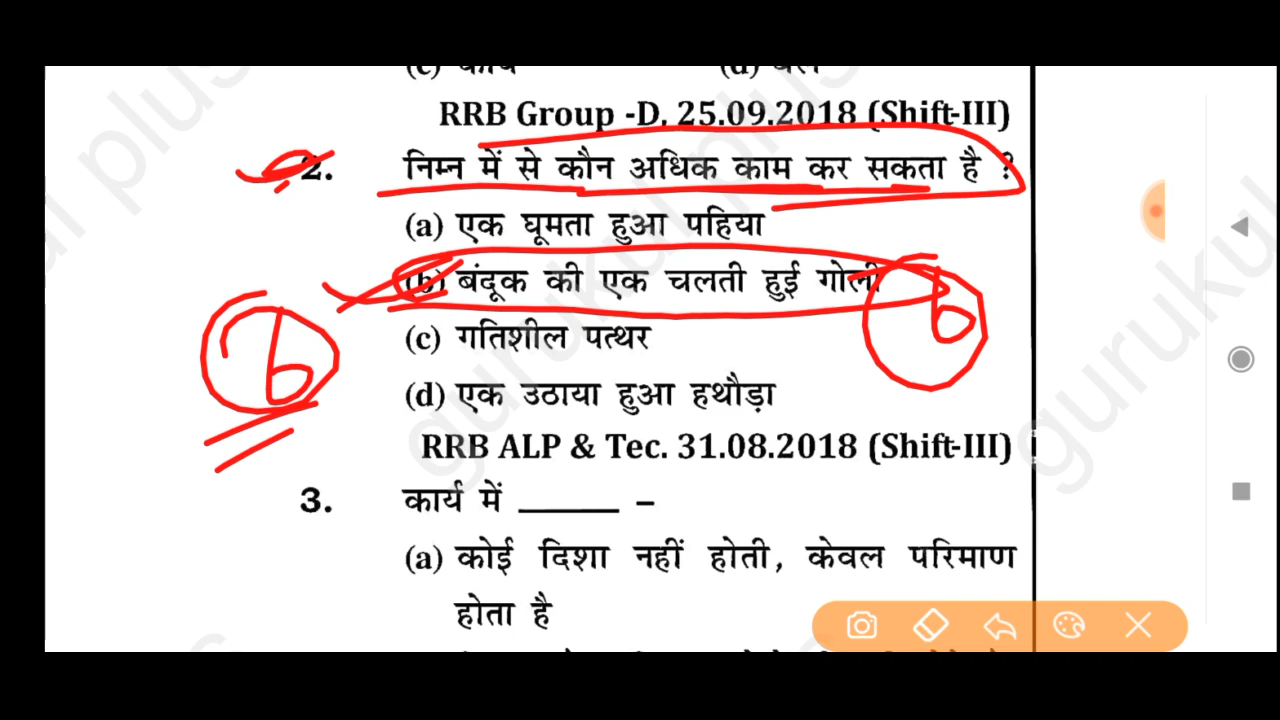 (c) कार्य (d) बल
RRB Group -D. 25.09.2018 (Shift-III)
2. निम्न में से कौन अधिक काम कर सकता है ?
(a) एक घूमता हुआ पहिया
(b) बंदूक की एक चलती हुई गोली
b
b
(c) गतिशील पत्थर
(d) एक उठाया हुआ हथौड़ा
RRB ALP & Tec. 31.08.2018 (Shift-III)
3. कार्य में ______ –
(a) कोई दिशा नहीं होती, केवल परिमाण
होता है